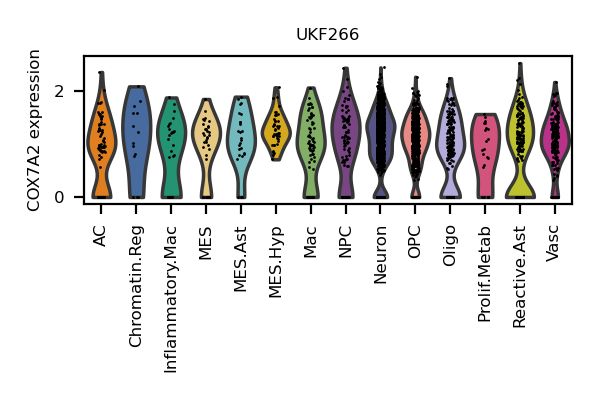 UKF266
COX7A2 expression
2
0
AC
Chromatin.Reg
Inflammatory.Mac
MES
MES.Ast
MES.Hyp
Mac
NPC
Neuron
OPC
Oligo
Prolif.Metab
Reactive.Ast
Vasc